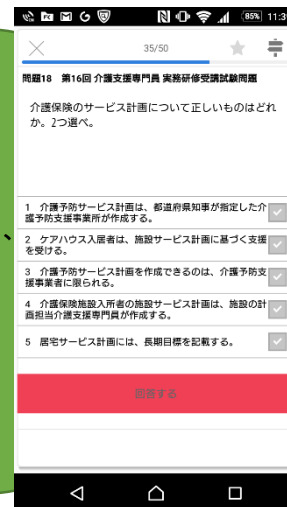 85% 11:3
35/50
問題18 第16回 介護支援専門員 実務研修受講試験問題
介護保険のサービス計画について正しいものはどれ
か。2つ選べ。
1 介護予防サービス計画は、都道府県知事が指定した介
護予防支援事業所が作成する。
2 ケアハウス入居者は、施設サービス計画に基づく支援
を受ける。
3 介護予防サービス計画を作成できるのは、介護予防支
援事業者に限られる。
4 介護保険施設入所者の施設サービス計画は、施設の計
画担当介護支援専門員が作成する。
5 居宅サービス計画には、長期目標を記載する。
回答する